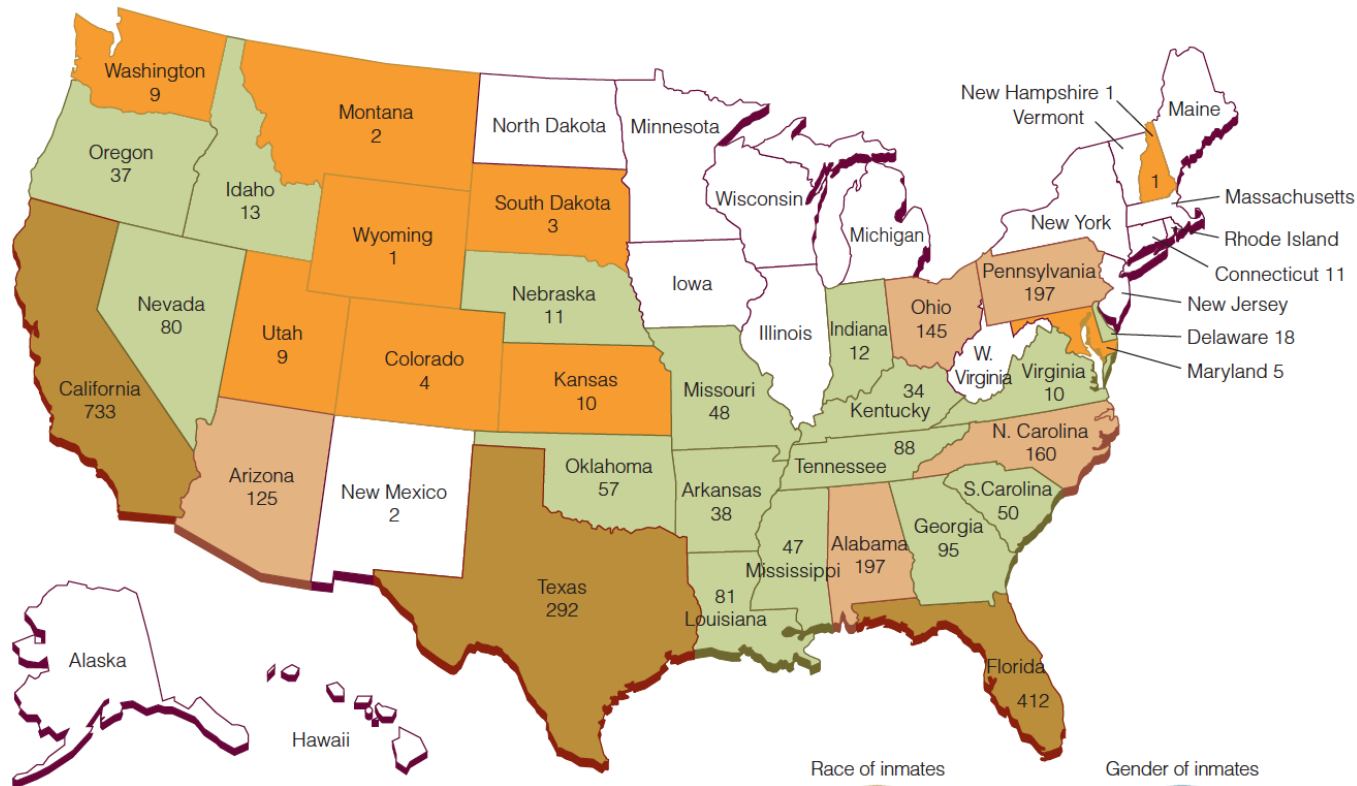 Washington
9
Montana
2
North Dakota
Minnesota
New Hampshire 1
Vermont
Maine
Oregon
37
Idaho
13
Wyoming
1
South Dakota
3
Wisconsin
Michigan
1
Massachusetts
New York
Rhode Island
Connecticut 11
Nevada
80
Utah
9
Colorado
4
Nebraska
11
Iowa
Illinois
Indiana
12
Ohio
145
Pennsylvania
197
New Jersey
Delaware 18
Maryland 5
W.
Virginia
Virginia
10
California
733
Kansas
10
Missouri
48
34
Kentucky
Arizona
125
New Mexico
2
Oklahoma
57
Arkansas
38
88
Tennessee
N. Carolina
160
S.Carolina
50
Texas
292
81
Louisiana
47
Mississippi
Alabama
197
Georgia
95
Florida
412
Alaska
Hawaii
Race of inmates
Gender of inmates